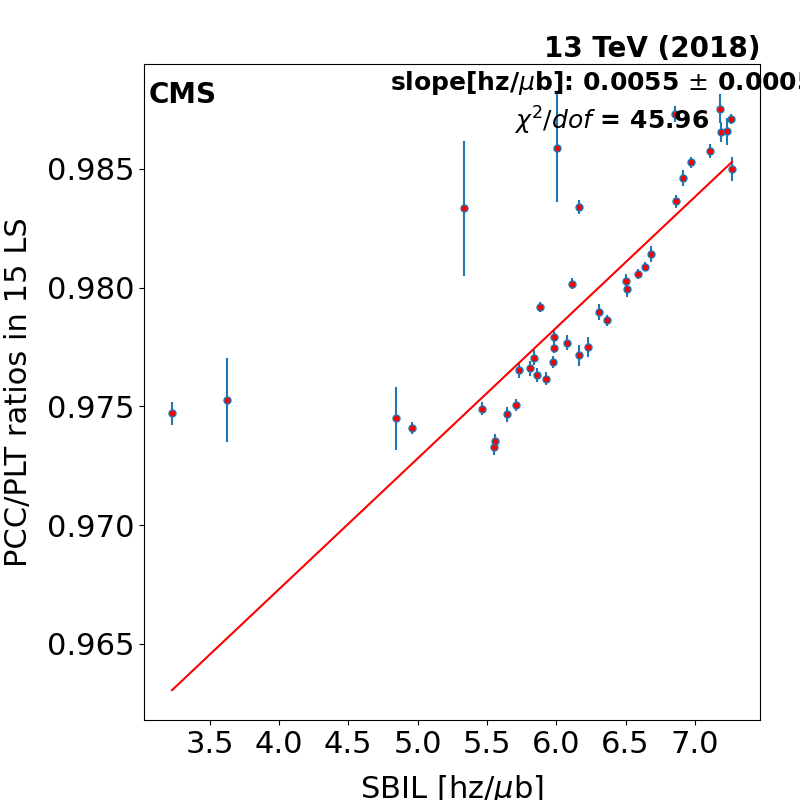 13 TeV (2018)
CMS
slope[hz/μb]: 0.0055 ± 0.0005
χ²/dof = 45.96
0.985
0.980
0.975
0.970
0.965
PCC/PLT ratios in 15 LS
3.5 4.0 4.5 5.0 5.5 6.0 6.5 7.0
SBIL [hz/μb]